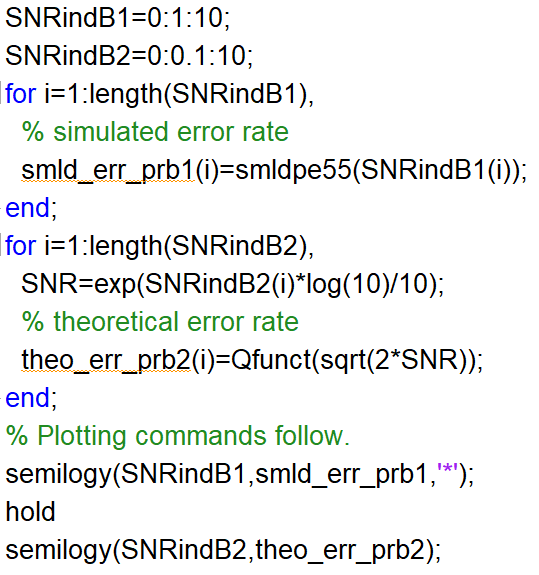 SNRindB1=0:1:10;
SNRindB2=0:0.1:10;
for i=1:length(SNRindB1),
% simulated error rate
smld_err_prb1(i)=smldpe55(SNRindB1(i));
end;
for i=1:length(SNRindB2),
SNR=exp(SNRindB2(i)*log(10)/10);
% theoretical error rate
theo_err_prb2(i)=Qfunct(sqrt(2*SNR));
end;
% Plotting commands follow.
semilogy(SNRindB1,smld_err_prb1,'*');
hold
semilogy(SNRindB2,theo_err_prb2);